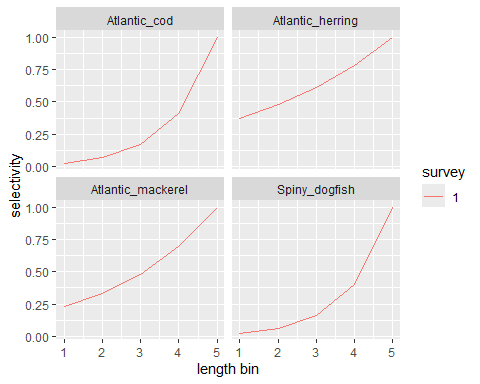 Atlantic_cod Atlantic_herring
1.00
0.75
0.50
0.25
0.00
Atlantic_mackerel Spiny_dogfish
1.00
0.75
0.50
0.25
0.00
1 2 3 4 5 1 2 3 4 5
length bin
selectivity
survey
1